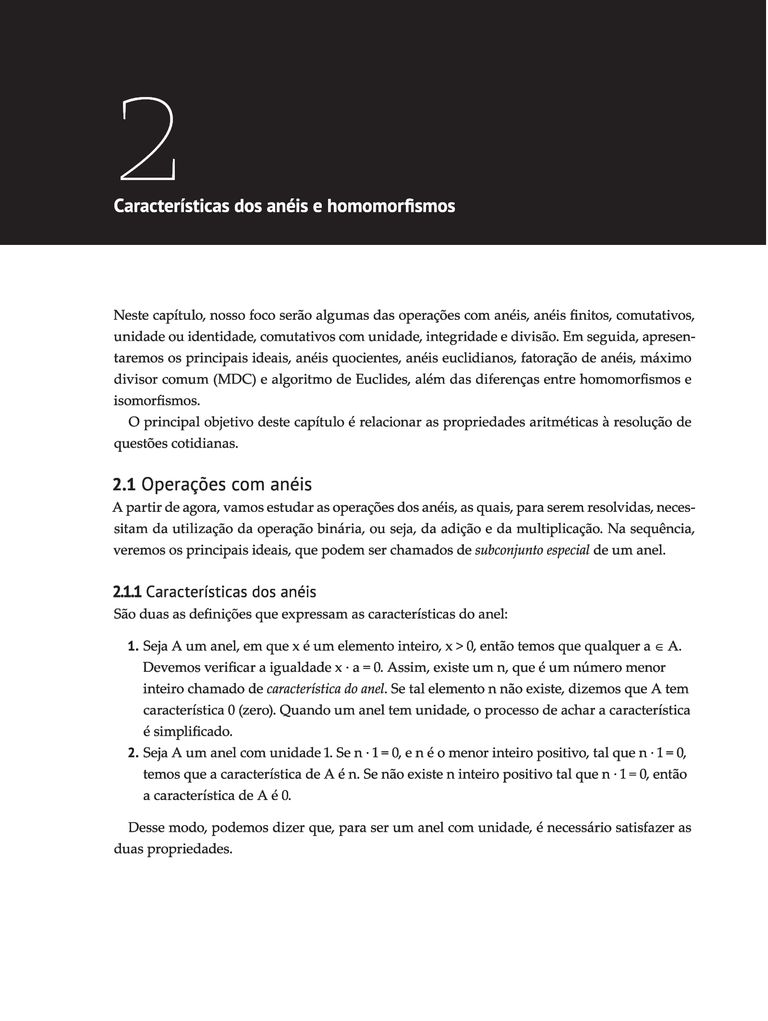 2
Características dos anéis e homomorfismos
Neste capítulo, nosso foco serão algumas das operações com anéis, anéis finitos, comutativos,
unidade ou identidade, comutativos com unidade, integridade e divisão. Em seguida, apresen-
taremos os principais ideais, anéis quocientes, anéis euclidianos, fatoração de anéis, máximo
divisor comum (MDC) e algoritmo de Euclides, além das diferenças entre homomorfismos e
isomorfismos.
O principal objetivo deste capítulo é relacionar as propriedades aritméticas à resolução de
questões cotidianas.
2.1 Operações com anéis
A partir de agora, vamos estudar as operações dos anéis, as quais, para serem resolvidas, neces-
sitam da utilização da operação binária, ou seja, da adição e da multiplicação. Na sequência,
veremos os principais ideais, que podem ser chamados de subconjunto especial de um anel.
2.1.1 Características dos anéis
São duas as definições que expressam as características do anel:
1. Seja A um anel, em que x é um elemento inteiro, x > 0, então temos que qualquer a ∈ A.
Devemos verificar a igualdade x · a = 0. Assim, existe um n, que é um número menor
inteiro chamado de característica do anel. Se tal elemento n não existe, dizemos que A tem
característica 0 (zero). Quando um anel tem unidade, o processo de achar a característica
é simplificado.
2. Seja A um anel com unidade 1. Se n · 1 = 0, e n é o menor inteiro positivo, tal que n · 1 = 0,
temos que a característica de A é n. Se não existe n inteiro positivo tal que n · 1 = 0, então
a característica de A é 0.
Desse modo, podemos dizer que, para ser um anel com unidade, é necessário satisfazer as
duas propriedades.